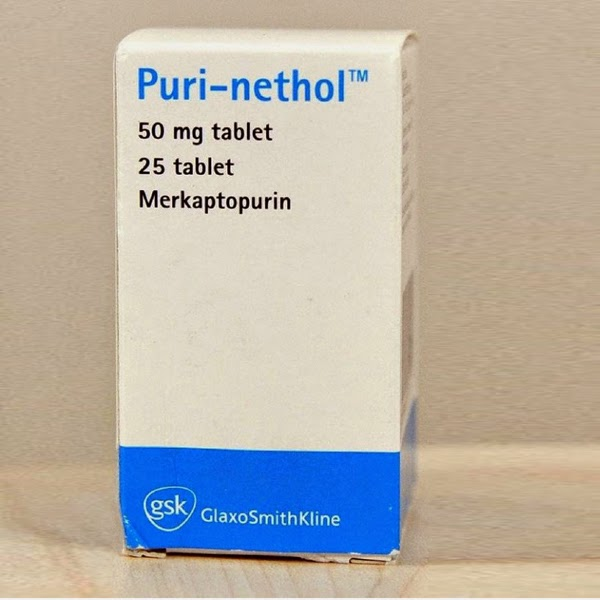 Puri-nethol™
50 mg tablet
25 tablet
Merkaptopurin
gsk
GlaxoSmithKline